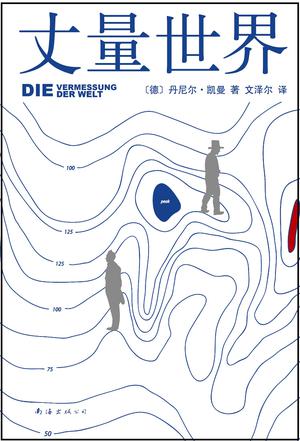 丈量世界
DIE VERMESSUNG
DER WELT
〔德〕丹尼尔·凯曼 著 文泽尔 译
100
peak
125
125
100
75
南海出版公司
50